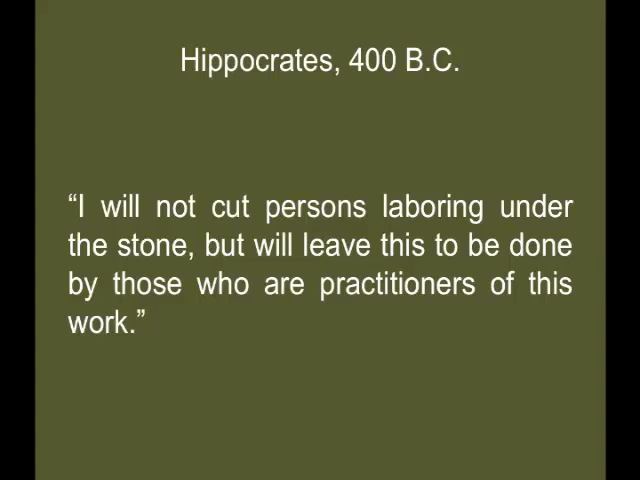 Hippocrates, 400 B.C.
“I will not cut persons laboring under
the stone, but will leave this to be done
by those who are practitioners of this
work.”